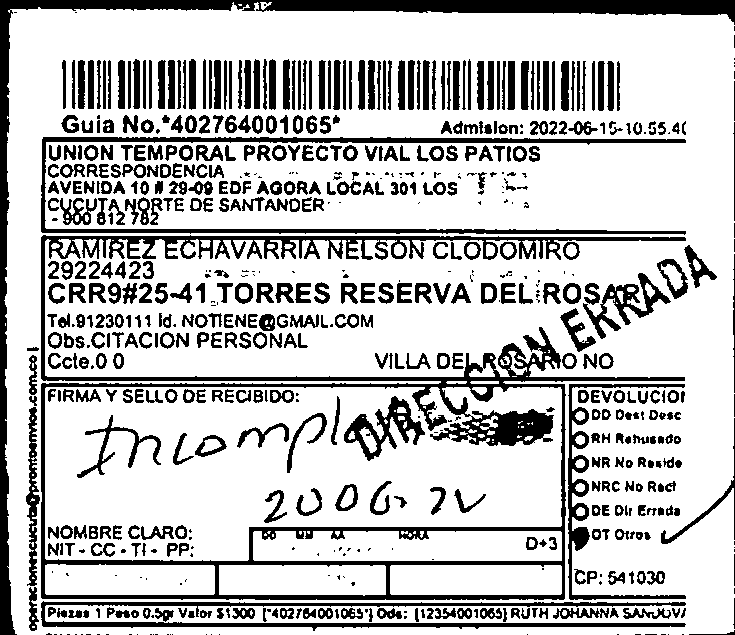 Guia No.*402764001065*
Admision: 2022-06-15-10.55.40
UNION TEMPORAL PROYECTO VIAL LOS PATIOS
CORRESPONDENCIA
AVENIDA 10 # 29-09 EDF AGORA LOCAL 301 LOS
CUCUTA NORTE DE SANTANDER
- 900 812 782
RAMIREZ ECHAVARRIA NELSON CLODOMIRO
29224423
CRR9#25-41 TORRES RESERVA DEL ROSAR
Tel.91230111 Id. NOTIENE@GMAIL.COM
Obs.CITACION PERSONAL
Ccte.0 0
VILLA DEL ROSARIO NO
DIRECCION ERRADA
FIRMA Y SELLO DE RECIBIDO:
DEVOLUCIO
DD Dest Desc
RH Rehusado
NR No Reside
NRC No Recl
DE Dir Errada
OT Otros
NOMBRE CLARO:
NIT - CC - TI - PP:
DD MM AA HORA
D+3
CP: 541030
operacionescucuta@prontoenvios.com.co
Piezas 1 Peso 0.5gr Valor $1300 [*402764001065*] Ods: [12354001065] RUTH JOHANNA SANDOVA